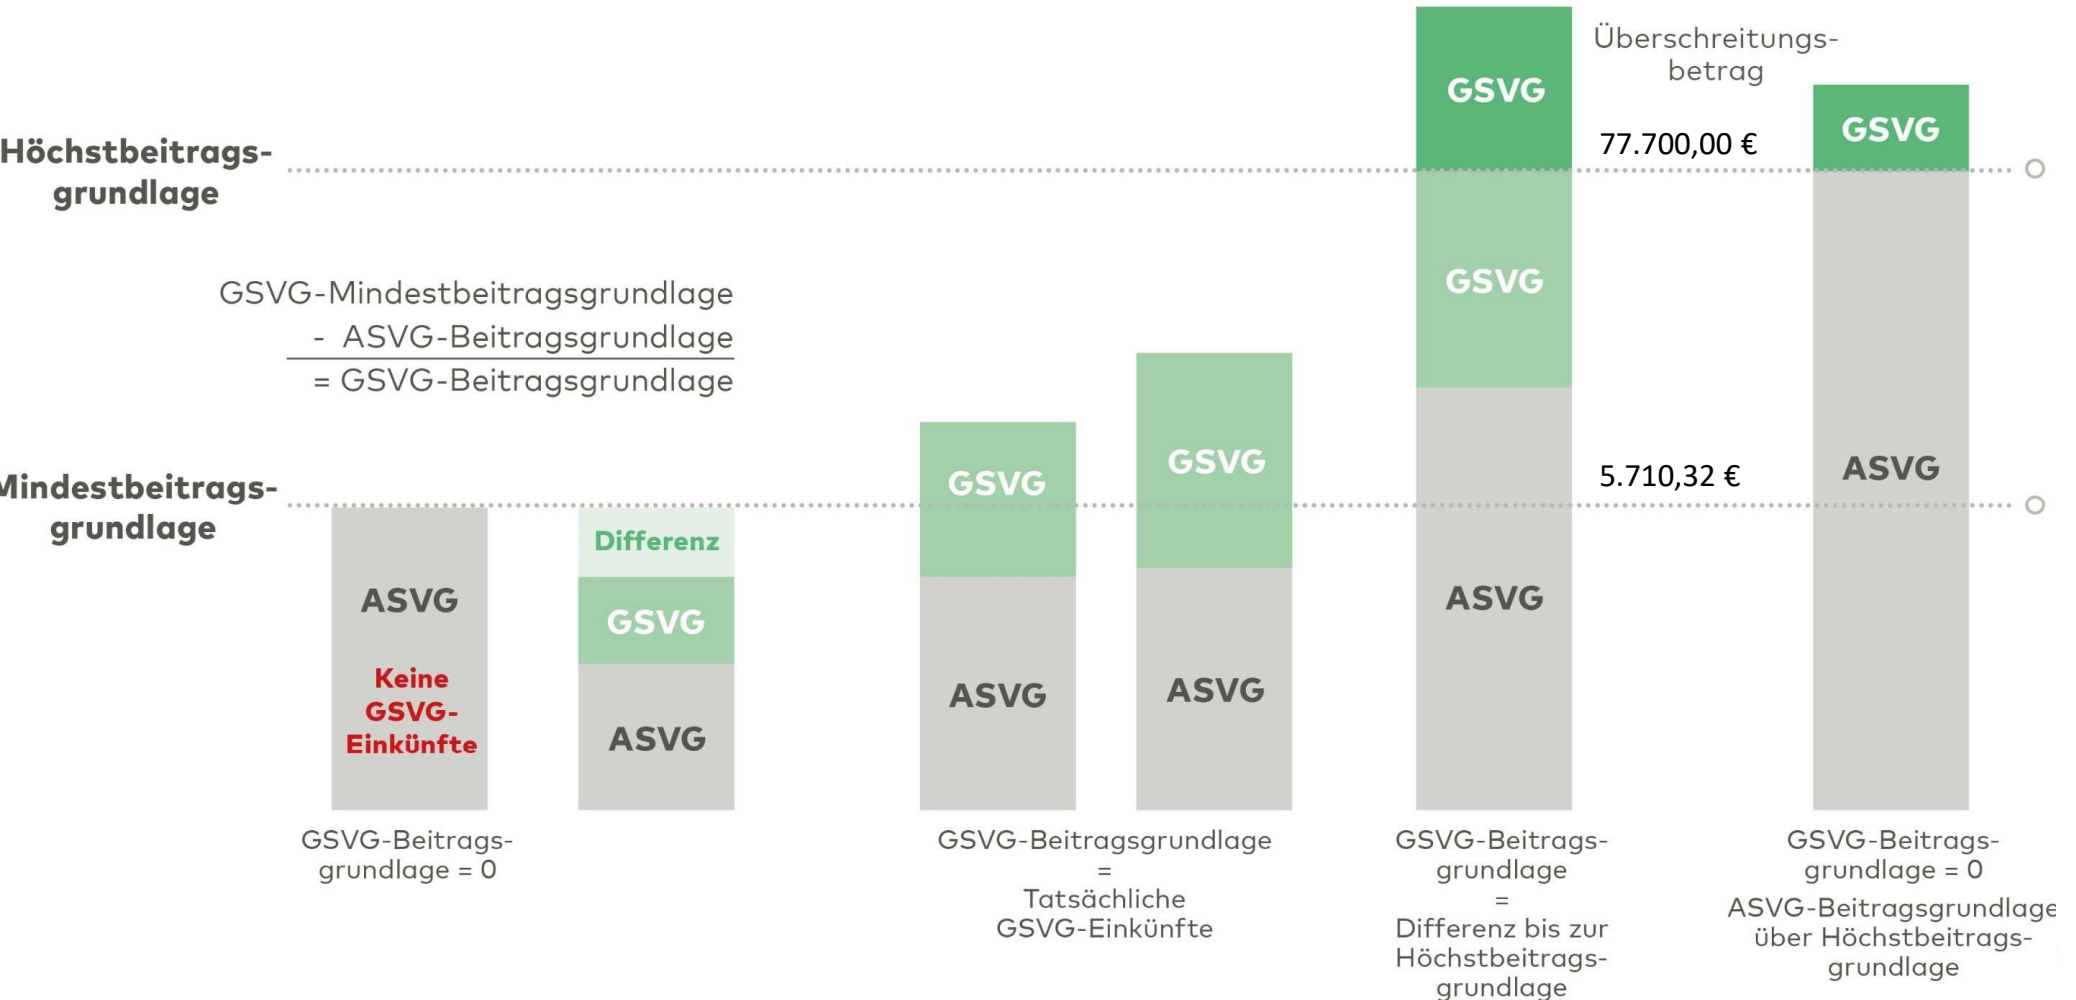 Überschreitungs-
betrag
GSVG
GSVG
77.700,00 €
Höchstbeitrags-
grundlage
GSVG
GSVG-Mindestbeitragsgrundlage
- ASVG-Beitragsgrundlage
= GSVG-Beitragsgrundlage
GSVG
GSVG
5.710,32 €
ASVG
Mindestbeitrags-
grundlage
Differenz
ASVG
GSVG
ASVG
Keine
GSVG-
Einkünfte
ASVG
ASVG
ASVG
GSVG-Beitrags-
grundlage = 0
GSVG-Beitragsgrundlage
=
Tatsächliche
GSVG-Einkünfte
GSVG-Beitrags-
grundlage
=
Differenz bis zur
Höchstbeitrags-
grundlage
GSVG-Beitrags-
grundlage = 0
ASVG-Beitragsgrundlage
über Höchstbeitrags-
grundlage